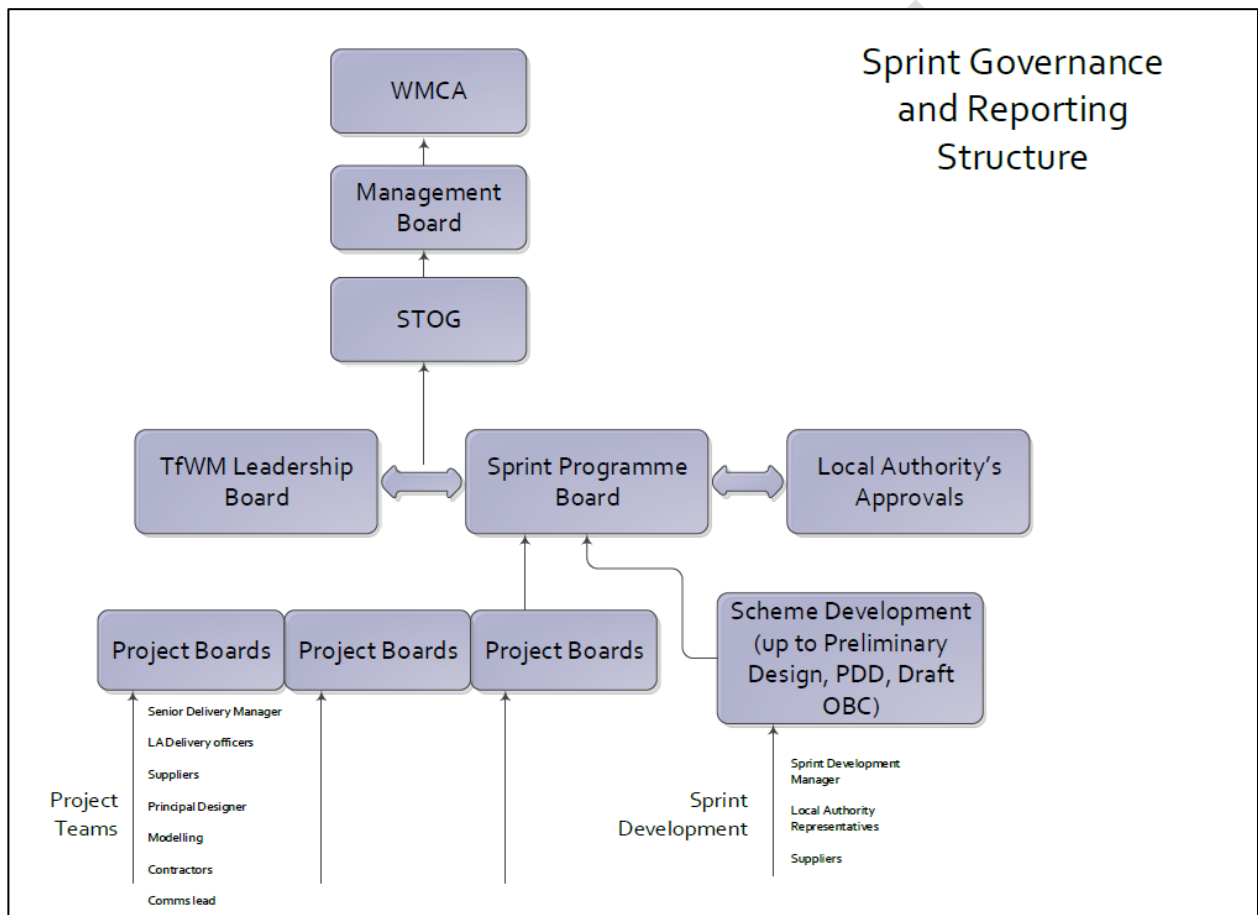 Sprint Governance
and Reporting
Structure
WMCA
Management
Board
STOG
TfWM Leadership
Board
Sprint Programme
Board
Local Authority's
Approvals
Project Boards
Project Boards
Project Boards
Scheme Development
(up to Preliminary
Design, PDD, Draft
OBC)
Project
Teams
Senior Delivery Manager
LA Delivery officers
Suppliers
Principal Designer
Modelling
Contractors
Comms lead
Sprint
Development
Sprint Development
Manager
Local Authority
Representatives
Suppliers